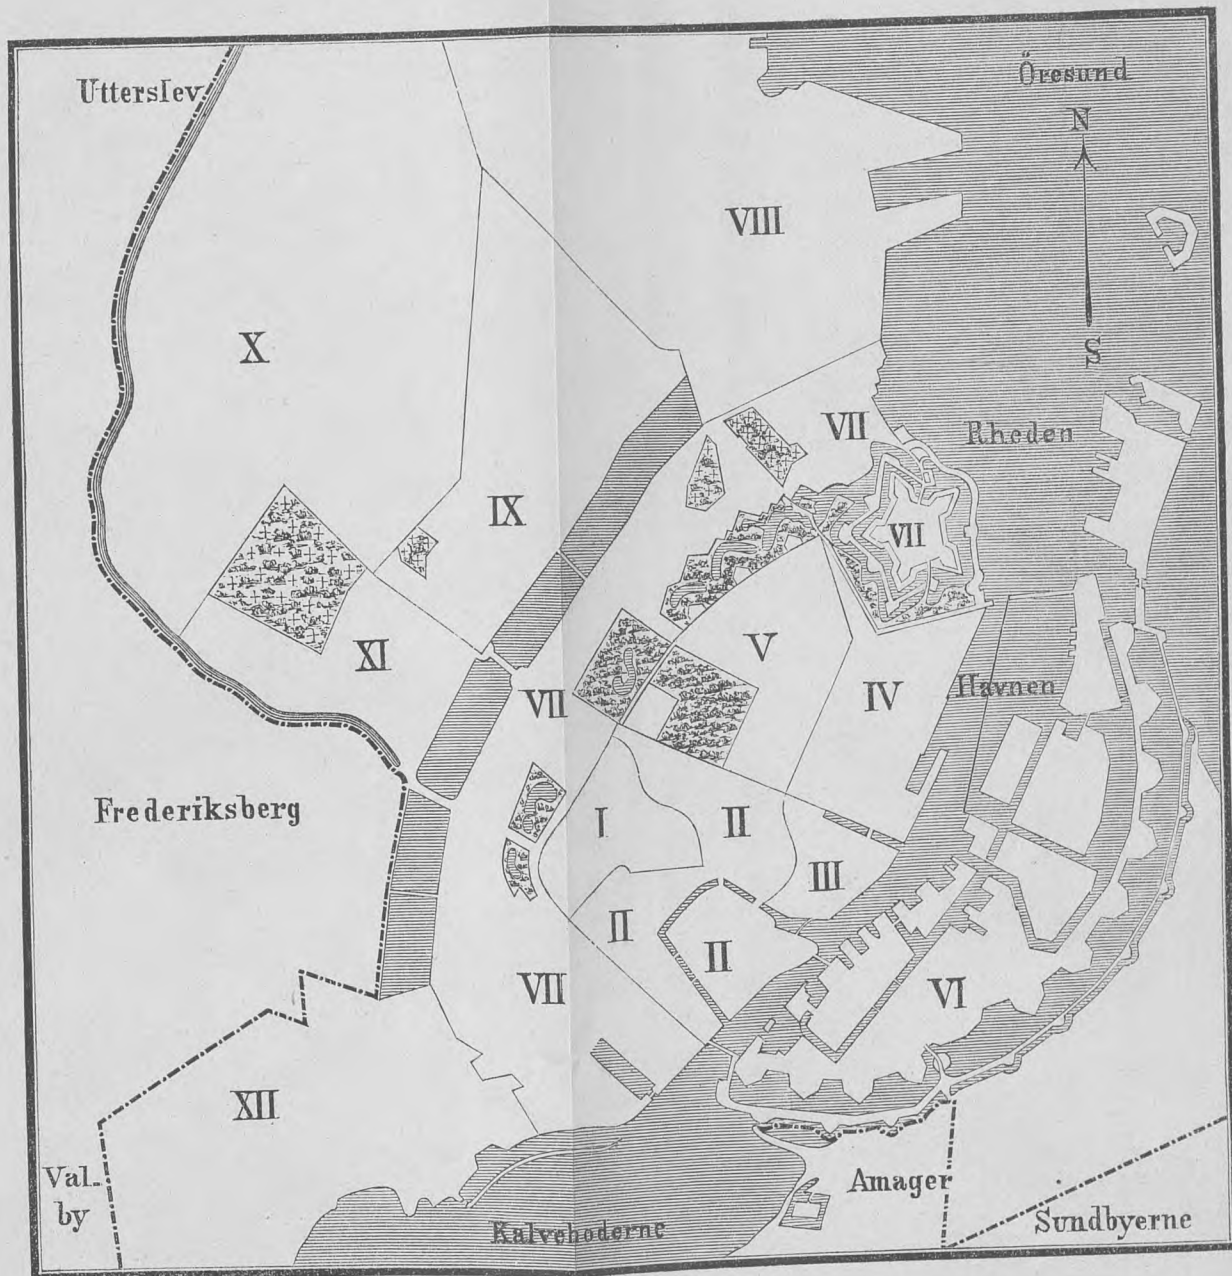 Utterslev
Öresund
N
VIII
X
S
VII
Rheden
IX
VII
V
XI
IV
Havnen
VII
Frederiksberg
I
II
III
II
II
VII
VI
XII
Val-
by
Amager
Kalveboderne
Sundbyerne